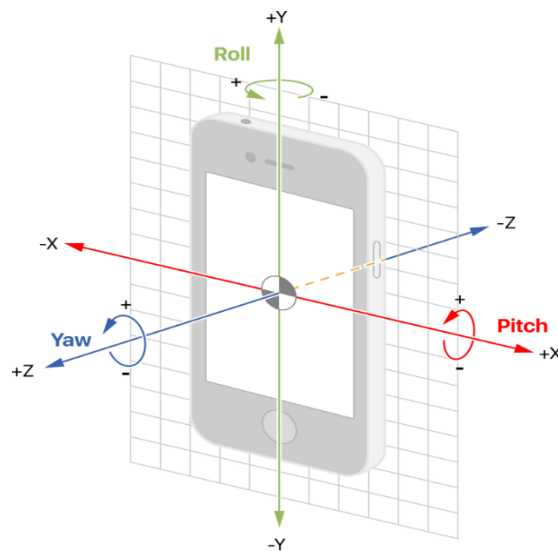 +Y
Roll
+
-
-Z
-X
+
+
Yaw
Pitch
+Z
-
-
+X
-Y